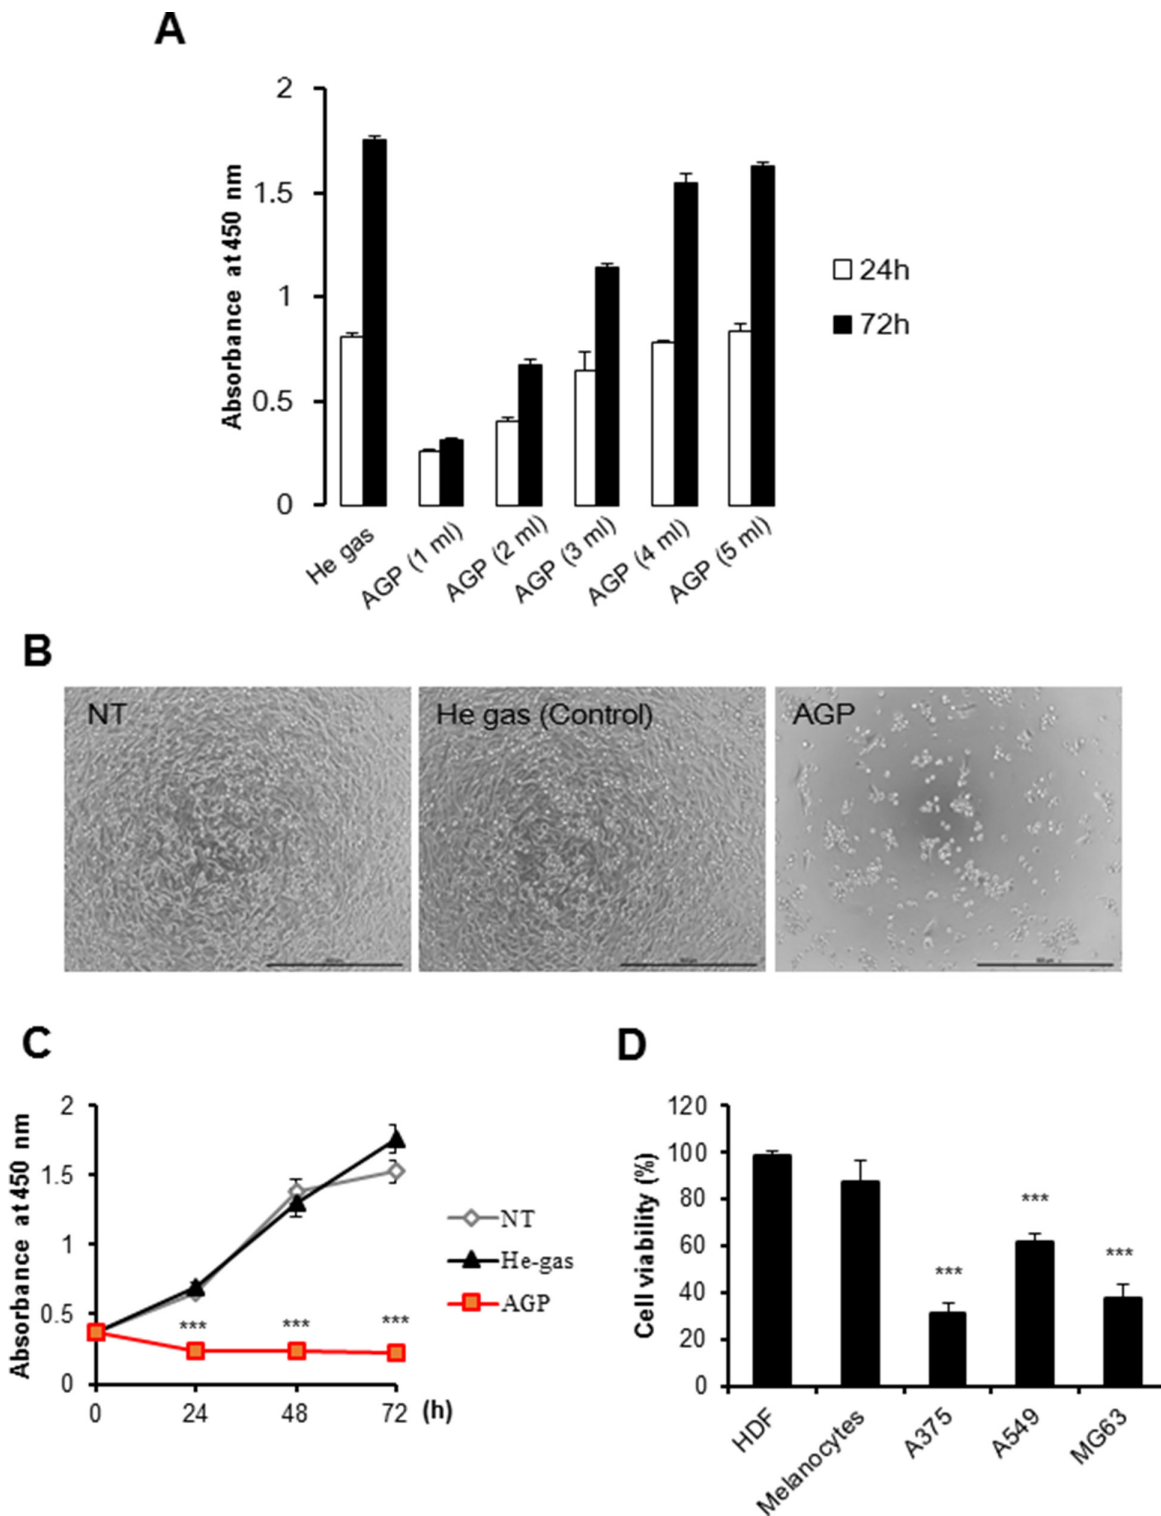 A
Absorbance at 450 nm
2
1.5
1
0.5
0
He gas
AGP (1 ml)
AGP (2 ml)
AGP (3 ml)
AGP (4 ml)
AGP (5 ml)
24h
72h
B
NT
He gas (Control)
AGP
C
Absorbance at 450 nm
2
1.5
1
0.5
0
*** *** ***
0 24 48 72 (h)
NT
He-gas
AGP
D
Cell viability (%)
120
100
80
60
40
20
0
***
***
***
HDF
Melanocytes
A375
A549
MG63